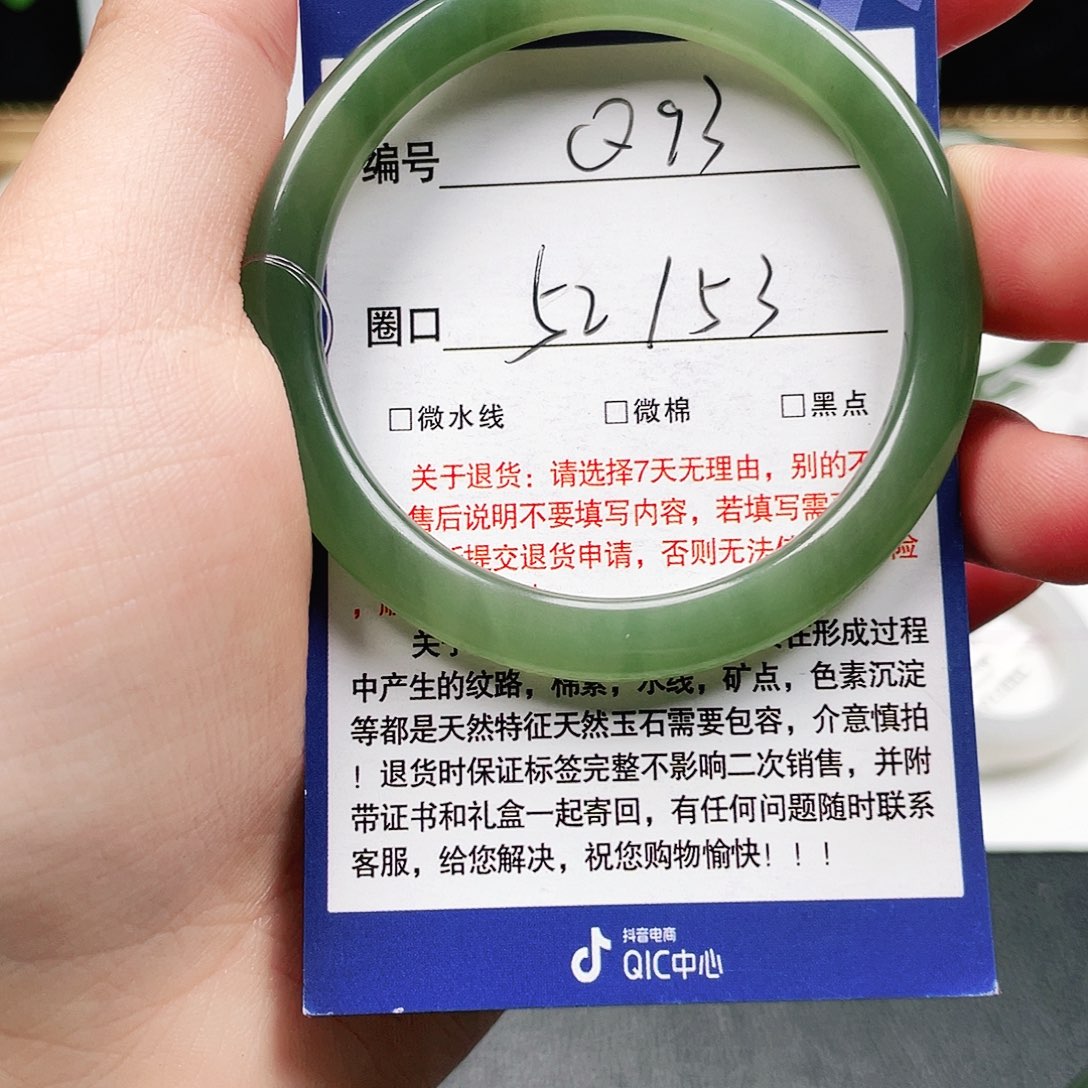 编号 Q93
圈口 52/53
□微水线 □微棉 □黑点
关于退货：请选择7天无理由，别的不
售后说明不要填写内容，若填写需
提交退货申请，否则无法
，
关于 形成过程
中产生的纹路，棉絮，水线，矿点，色素沉淀
等都是天然特征天然玉石需要包容，介意慎拍
！退货时保证标签完整不影响二次销售，并附
带证书和礼盒一起寄回，有任何问题随时联系
客服，给您解决，祝您购物愉快！！！
抖音电商
QIC中心